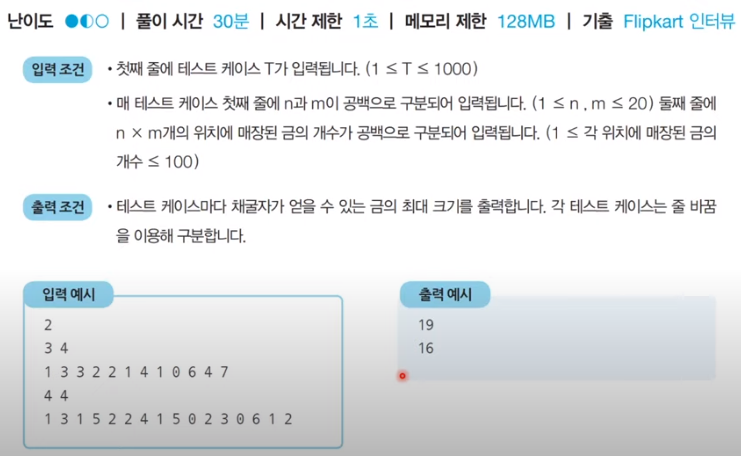 난이도 | 풀이 시간 30분 | 시간 제한 1초 | 메모리 제한 128MB | 기출 Flipkart 인터뷰
입력 조건 • 첫째 줄에 테스트 케이스 T가 입력됩니다. (1 ≤ T ≤ 1000)
• 매 테스트 케이스 첫째 줄에 n과 m이 공백으로 구분되어 입력됩니다. (1 ≤ n , m ≤ 20) 둘째 줄에
n × m개의 위치에 매장된 금의 개수가 공백으로 구분되어 입력됩니다. (1 ≤ 각 위치에 매장된 금의
개수 ≤ 100)
출력 조건 • 테스트 케이스마다 채굴자가 얻을 수 있는 금의 최대 크기를 출력합니다. 각 테스트 케이스는 줄 바꿈
을 이용해 구분합니다.
입력 예시
2
3 4
1 3 3 2 2 1 4 1 0 6 4 7
4 4
1 3 1 5 2 2 4 1 5 0 2 3 0 6 1 2
출력 예시
19
16